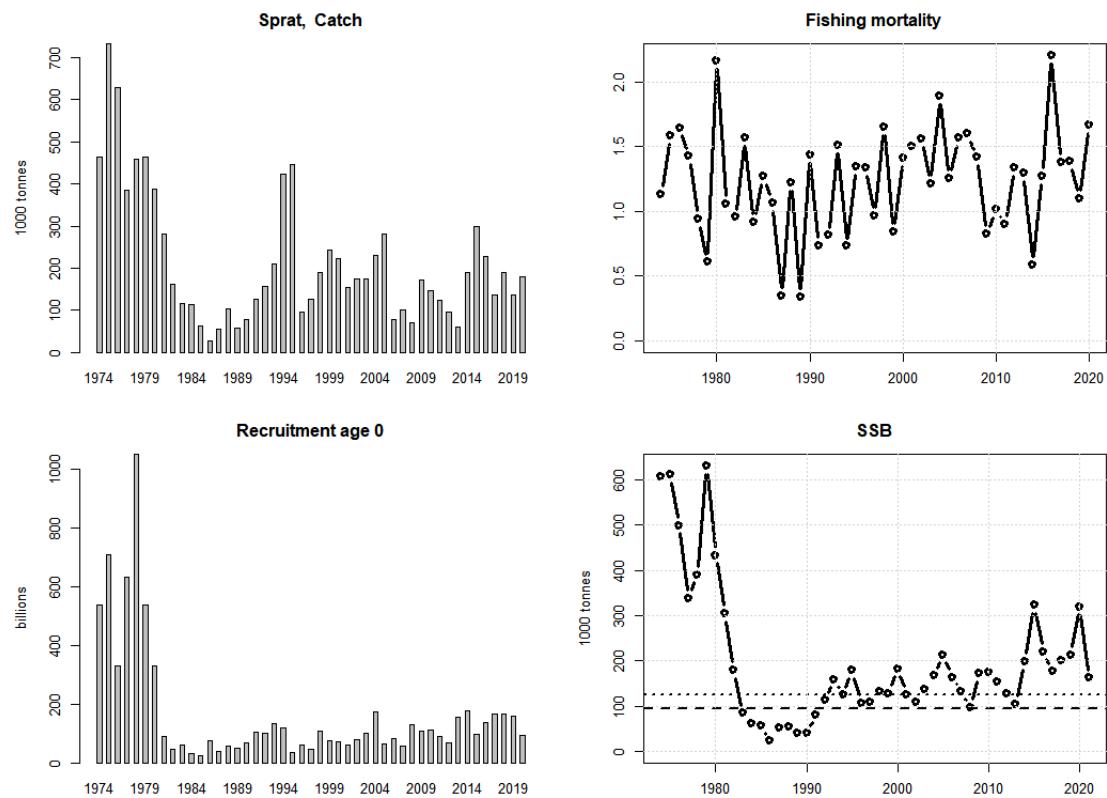 Sprat, Catch
1000 tonnes
700
600
500
400
300
200
100
0
1974 1979 1984 1989 1994 1999 2004 2009 2014 2019
Fishing mortality
2.0
1.5
1.0
0.5
0.0
1980 1990 2000 2010 2020
Recruitment age 0
billions
1000
800
600
400
200
0
1974 1979 1984 1989 1994 1999 2004 2009 2014 2019
SSB
1000 tonnes
600
500
400
300
200
100
0
1980 1990 2000 2010 2020